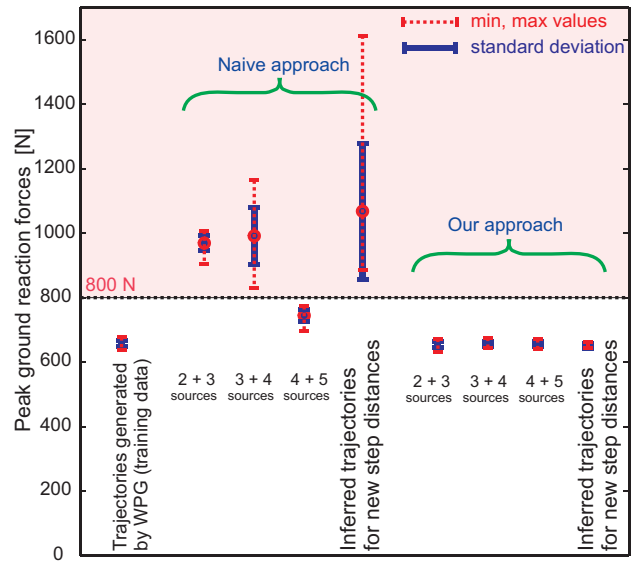 min, max values
standard deviation
Naive approach
Our approach
Peak ground reaction forces [N]
1600
1400
1200
1000
800
600
400
200
0
800 N
Trajectories generated
by WPG (training data)
2 + 3
sources
3 + 4
sources
4 + 5
sources
Inferred trajectories
for new step distances
2 + 3
sources
3 + 4
sources
4 + 5
sources
Inferred trajectories
for new step distances